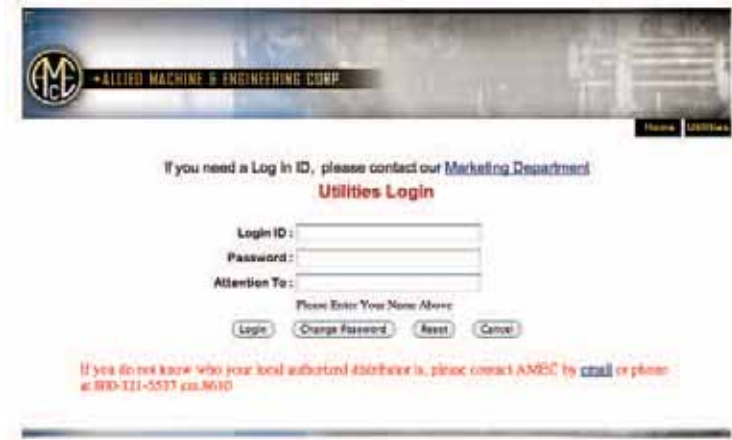 AMEC
ALLIED MACHINE & ENGINEERING CORP.
Home Utilities
If you need a Log in ID, please contact our Marketing Department
Utilities Login
Login ID :
Password :
Attention To :
Please Enter Your Name Above
Login Change Password Reset Cancel
If you do not know who your local authorized distributor is, please contact AMEC by email or phone
at 800-321-5537 ext.8610